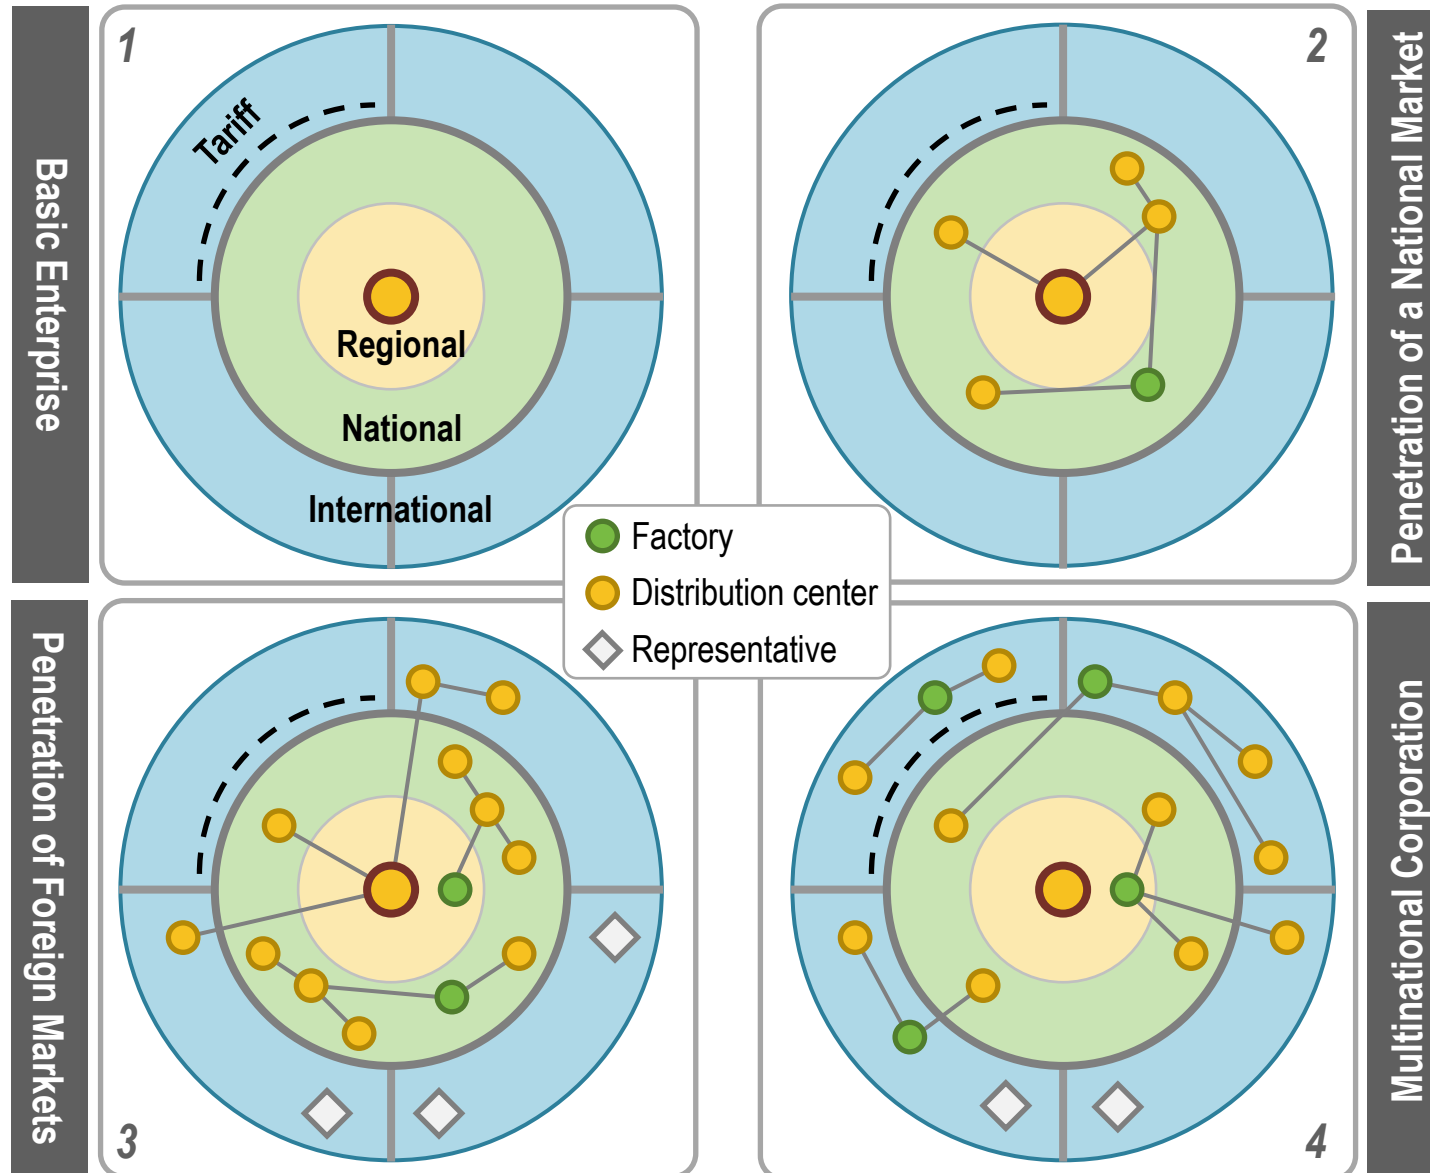 Basic Enterprise
1
Tariff
Regional
National
International
2
Penetration of a National Market
Factory
Distribution center
Representative
Penetration of Foreign Markets
3
4
Multinational Corporation